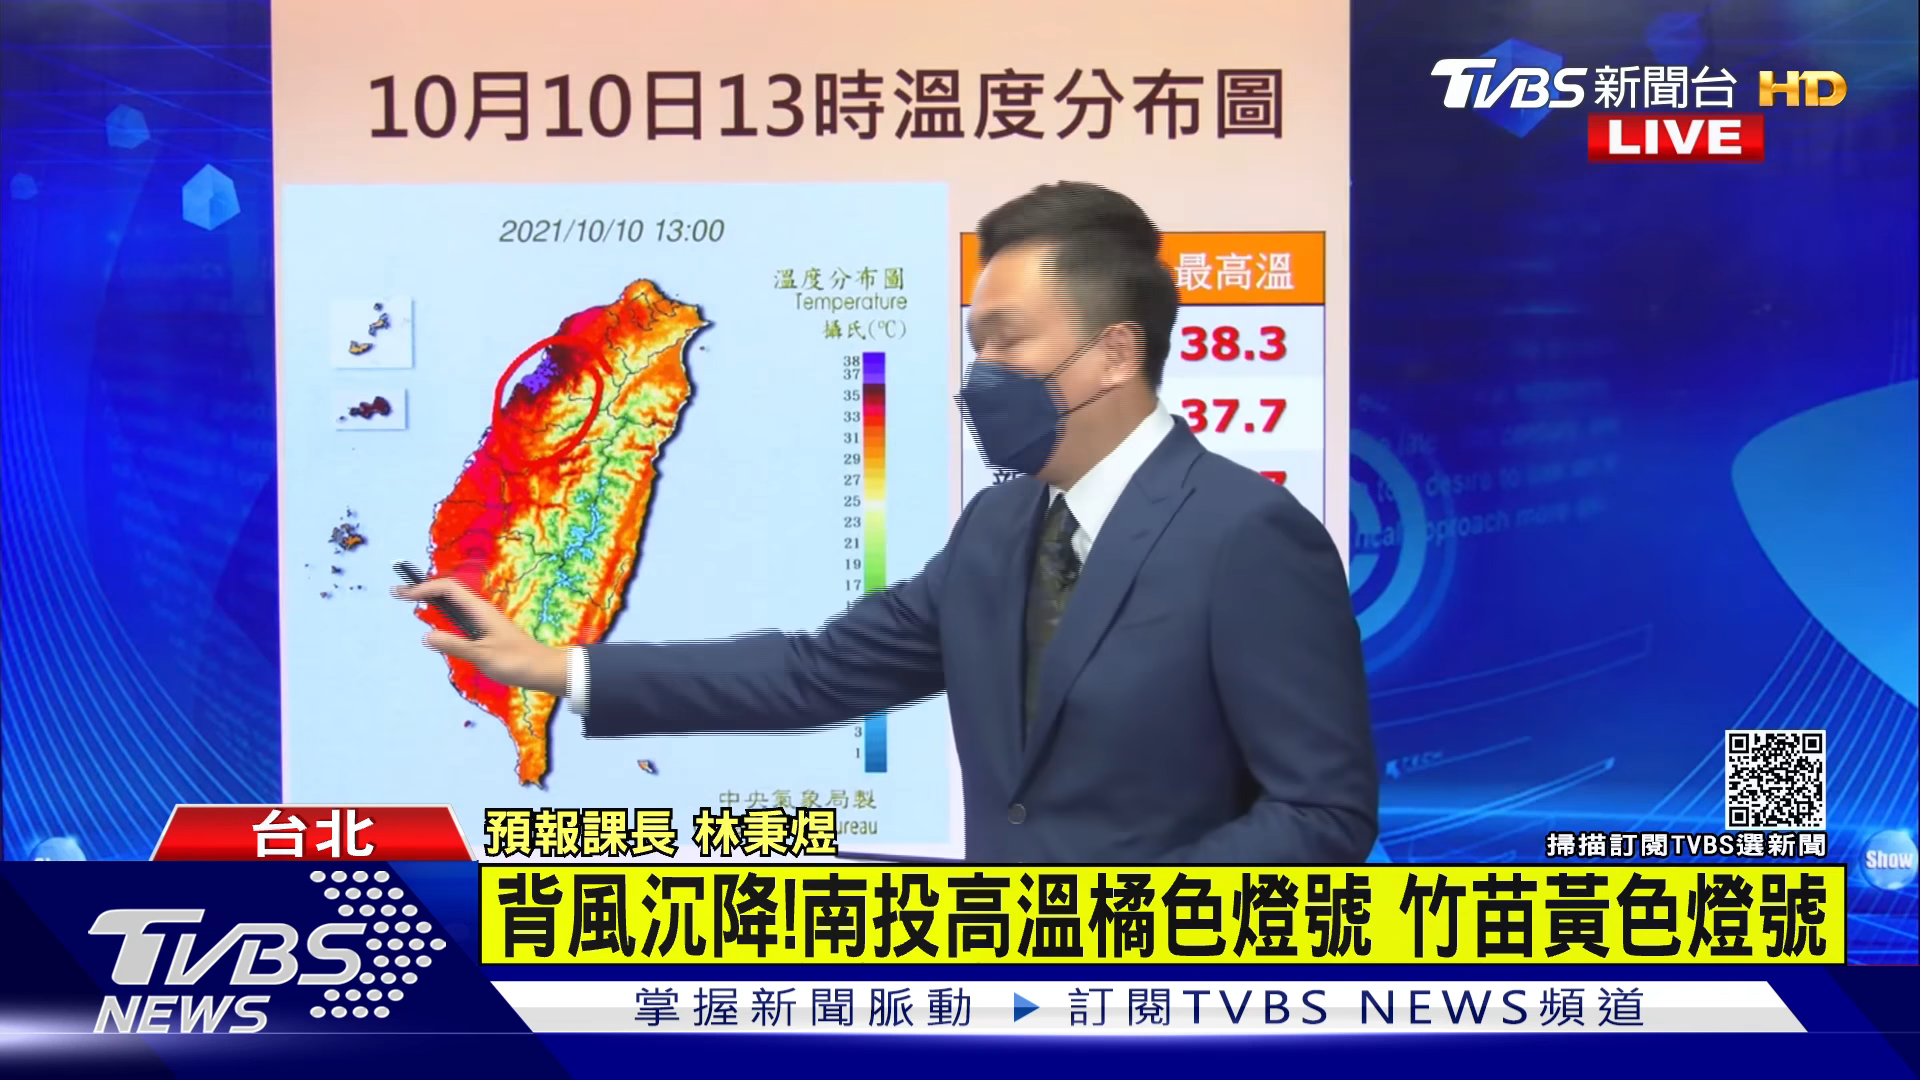 10月10日13時溫度分布圖
TVBS新聞台 HD
LIVE
2021/10/10 13:00
溫度分布圖
Temperature
攝氏(℃)
38
37
35
33
31
29
27
25
23
21
19
17
3
1
中央氣象局製
最高溫
38.3
37.7
7
掃描訂閱TVBS選新聞
Show
台北
預報課長 林秉煜
背風沉降!南投高溫橘色燈號 竹苗黃色燈號
TVBS
NEWS
掌握新聞脈動 ▶ 訂閱TVBS NEWS頻道